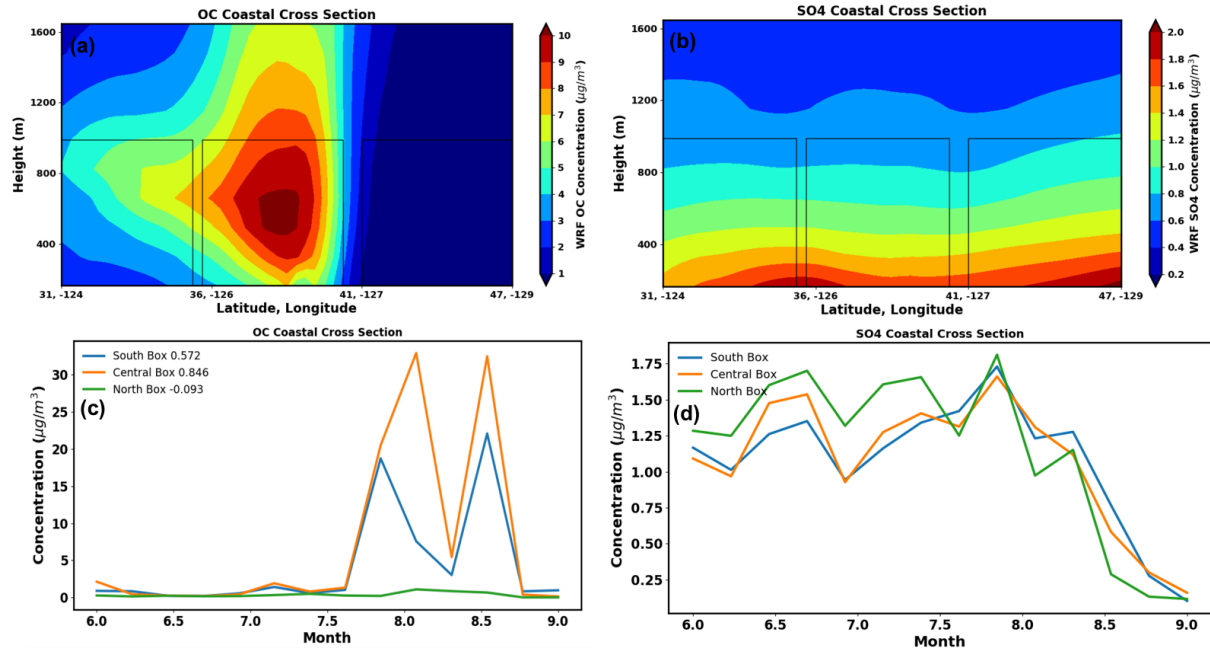 OC Coastal Cross Section
(a)
1600
1200
800
400
Height (m)
31, -124
36, -126
41, -127
47, -129
Latitude, Longitude
10
9
8
7
6
5
4
3
2
1
WRF OC Concentration (µg/m³)
SO4 Coastal Cross Section
(b)
1600
1200
800
400
Height (m)
31, -124
36, -126
41, -127
47, -129
Latitude, Longitude
2.0
1.8
1.6
1.4
1.2
1.0
0.8
0.6
0.4
0.2
WRF SO4 Concentration (µg/m³)
OC Coastal Cross Section
South Box 0.572
Central Box 0.846
North Box -0.093
(c)
30
25
20
15
10
5
0
Concentration (µg/m³)
6.0
6.5
7.0
7.5
8.0
8.5
9.0
Month
SO4 Coastal Cross Section
South Box
Central Box
North Box
(d)
1.75
1.50
1.25
1.00
0.75
0.50
0.25
Concentration (µg/m³)
6.0
6.5
7.0
7.5
8.0
8.5
9.0
Month